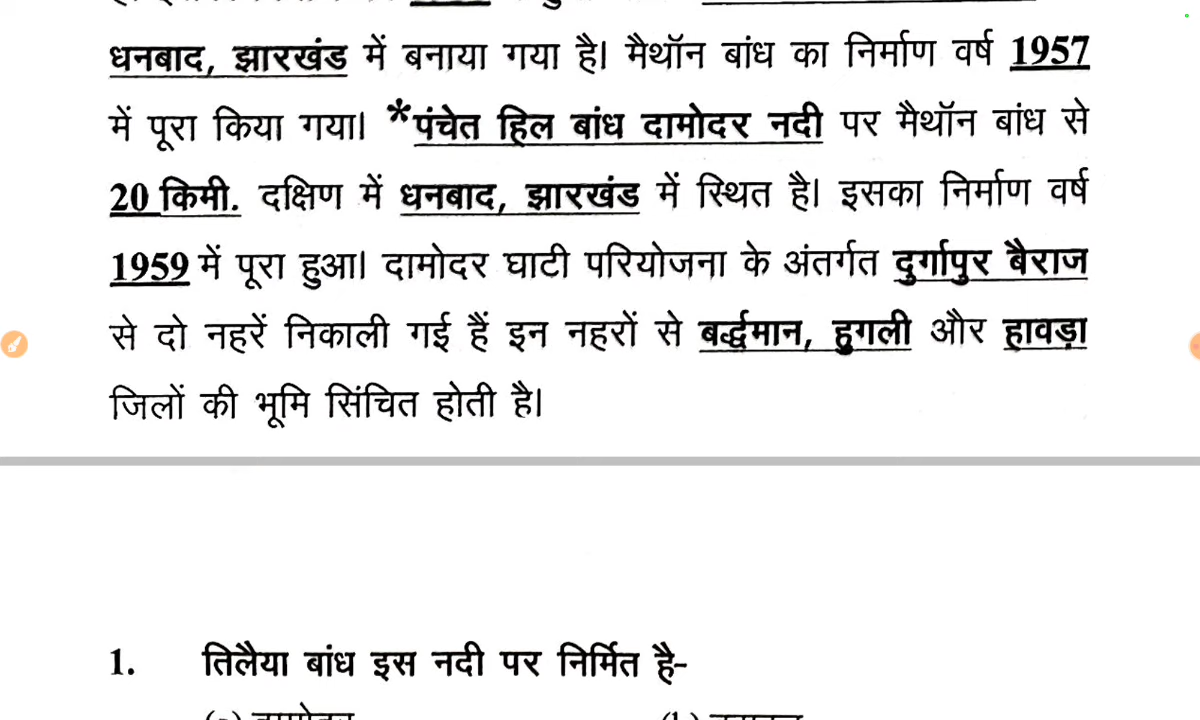 धनबाद, झारखंड में बनाया गया है। मैथॉन बांध का निर्माण वर्ष 1957
में पूरा किया गया। *पंचेत हिल बांध दामोदर नदी पर मैथॉन बांध से
20 किमी. दक्षिण में धनबाद, झारखंड में स्थित है। इसका निर्माण वर्ष
1959 में पूरा हुआ। दामोदर घाटी परियोजना के अंतर्गत दुर्गापुर बैराज
से दो नहरें निकाली गई हैं इन नहरों से बर्द्धमान, हुगली और हावड़ा
जिलों की भूमि सिंचित होती है।
1. तिलैया बांध इस नदी पर निर्मित है-